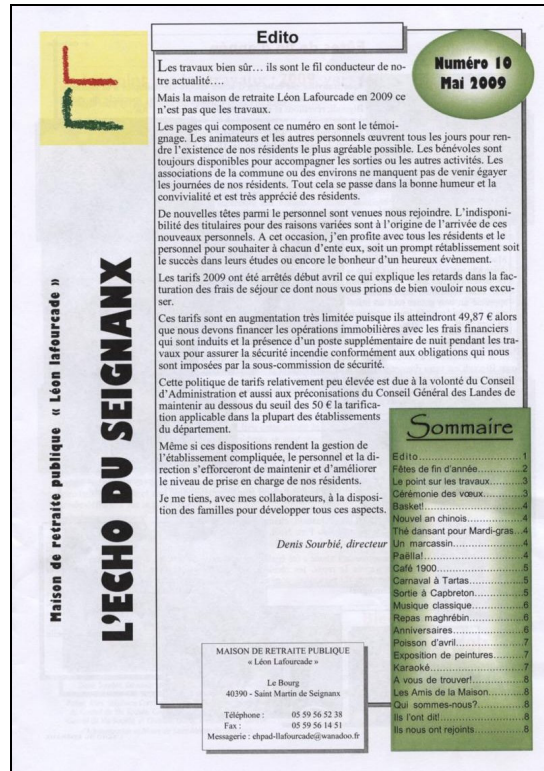 Maison de retraite publique « Léon lafourcade »
L'ECHO DU SEIGNANX
Edito
Numéro 10
Mai 2009
Les travaux bien sûr… ils sont le fil conducteur de no-
tre actualité….
Mais la maison de retraite Léon Lafourcade en 2009 ce
n'est pas que les travaux.
Les pages qui composent ce numéro en sont le témoi-
gnage. Les animateurs et les autres personnels œuvrent tous les jours pour ren-
dre l'existence de nos résidents le plus agréable possible. Les bénévoles sont
toujours disponibles pour accompagner les sorties ou les autres activités. Les
associations de la commune ou des environs ne manquent pas de venir égayer
les journées de nos résidents. Tout cela se passe dans la bonne humeur et la
convivialité et est très apprécié des résidents.
De nouvelles têtes parmi le personnel sont venues nous rejoindre. L'indisponi-
bilité des titulaires pour des raisons variées sont à l'origine de l'arrivée de ces
nouveaux personnels. A cet occasion, j'en profite avec tous les résidents et le
personnel pour souhaiter à chacun d'ente eux, soit un prompt rétablissement soit
le succès dans leurs études ou encore le bonheur d'un heureux évènement.
Les tarifs 2009 ont été arrêtés début avril ce qui explique les retards dans la fac-
turation des frais de séjour ce dont nous vous prions de bien vouloir nous excu-
ser.
Ces tarifs sont en augmentation très limitée puisque ils atteindront 49,87 € alors
que nous devons financer les opérations immobilières avec les frais financiers
qui sont induits et la présence d'un poste supplémentaire de nuit pendant les tra-
vaux pour assurer la sécurité incendie conformément aux obligations qui nous
sont imposées par la sous-commission de sécurité.
Cette politique de tarifs relativement peu élevée est due à la volonté du Conseil
d'Administration et aussi aux préconisations du Conseil Général des Landes de
maintenir au dessous du seuil des 50 € la tarifica-
tion applicable dans la plupart des établissements
du département.
Même si ces dispositions rendent la gestion de
l'établissement compliquée, le personnel et la di-
rection s'efforceront de maintenir et d'améliorer
le niveau de prise en charge de nos résidents.
Je me tiens, avec mes collaborateurs, à la disposi-
tion des familles pour développer tous ces aspects.
Denis Sourbié, directeur
Sommaire
Edito……………………1
Fêtes de fin d'année………2
Le point sur les travaux………3
Cérémonie des vœux………3
Basket!……………………4
Nouvel an chinois…………4
Thé dansant pour Mardi-gras…4
Un marcassin………………4
Paëlla!……………………4
Café 1900…………………5
Carnaval à Tartas…………5
Sortie à Capbreton…………5
Musique classique…………6
Repas maghrébin…………6
Anniversaires………………6
Poisson d'avril……………7
Exposition de peintures………7
Karaoké……………………7
A vous de trouver!…………8
Les Amis de la Maison………8
Qui sommes-nous?…………8
Ils l'ont dit!…………………8
Ils nous ont rejoints…………8
MAISON DE RETRAITE PUBLIQUE
« Léon Lafourcade »
Le Bourg
40390 - Saint Martin de Seignanx
Téléphone : 05 59 56 52 38
Fax : 05 59 56 14 51
Messagerie : ehpad-llafourcade@wanadoo.fr